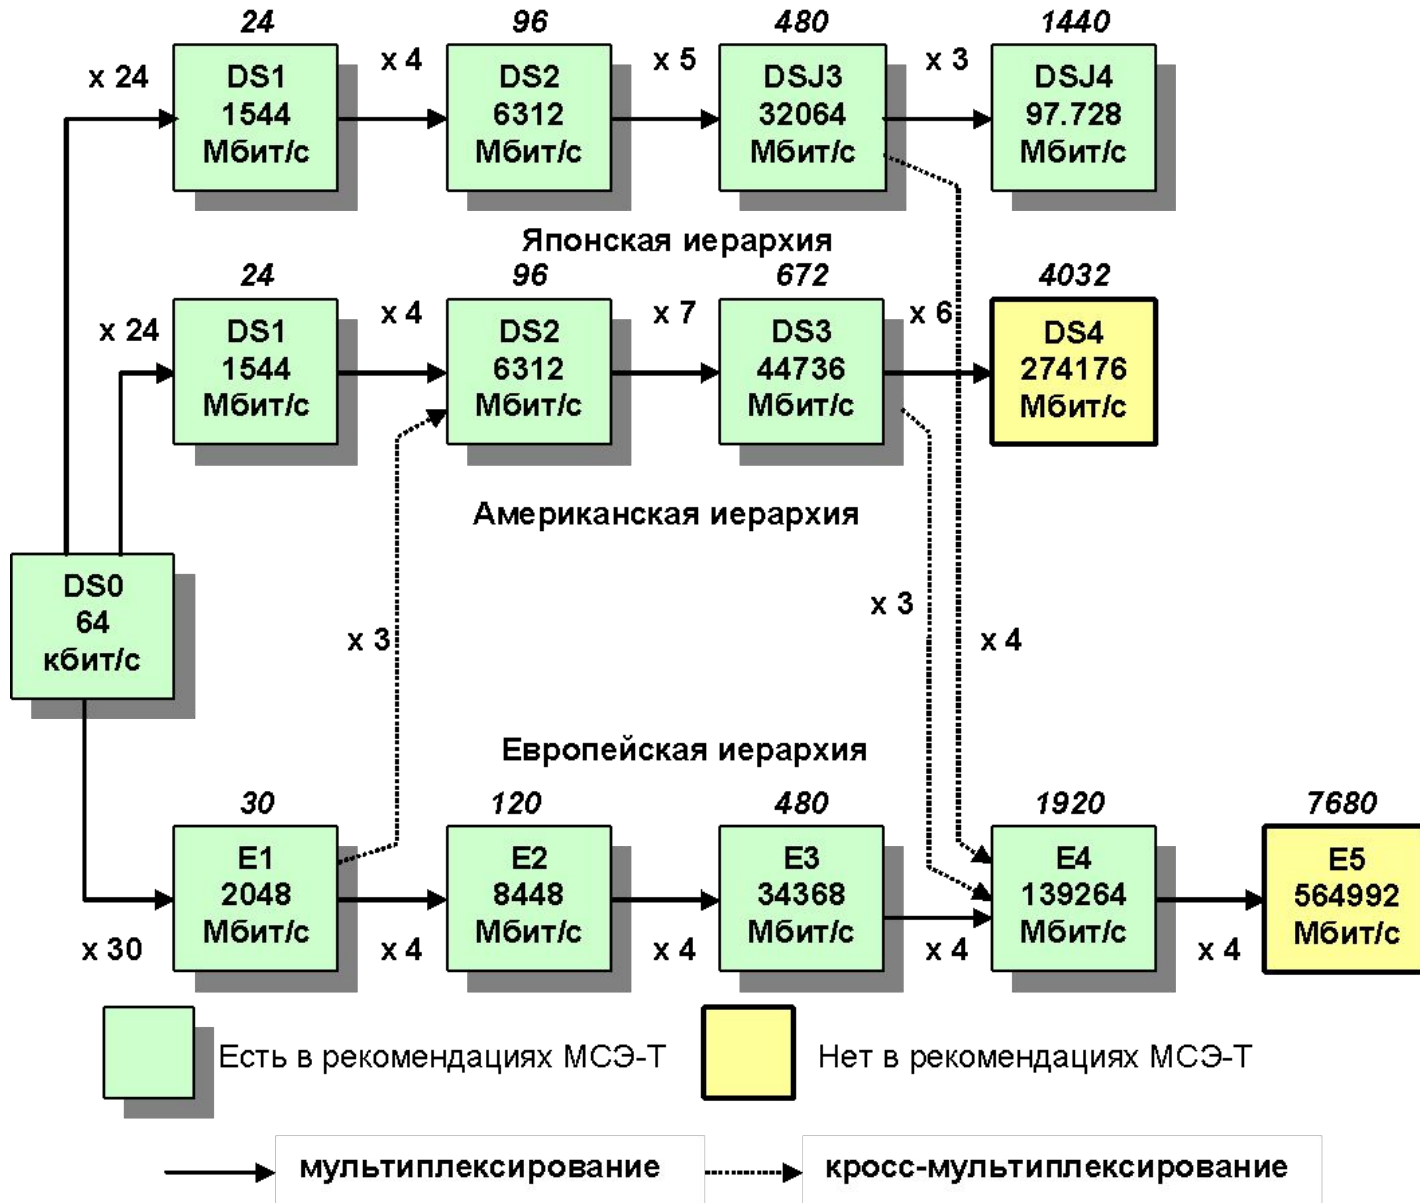 24 96 480 1440
x 24 x 4 x 5 x 3
DS1
1544
Мбит/с
DS2
6312
Мбит/с
DSJ3
32064
Мбит/с
DSJ4
97.728
Мбит/с
Японская иерархия
24 96 672 4032
x 24 x 4 x 7 x 6
DS1
1544
Мбит/с
DS2
6312
Мбит/с
DS3
44736
Мбит/с
DS4
274176
Мбит/с
Американская иерархия
DS0
64
кбит/с
x 3 x 3 x 4
Европейская иерархия
30 120 480 1920 7680
E1
2048
Мбит/с
E2
8448
Мбит/с
E3
34368
Мбит/с
E4
139264
Мбит/с
E5
564992
Мбит/с
x 30 x 4 x 4 x 4 x 4
Есть в рекомендациях МСЭ-Т
Нет в рекомендациях МСЭ-Т
мультиплексирование
кросс-мультиплексирование